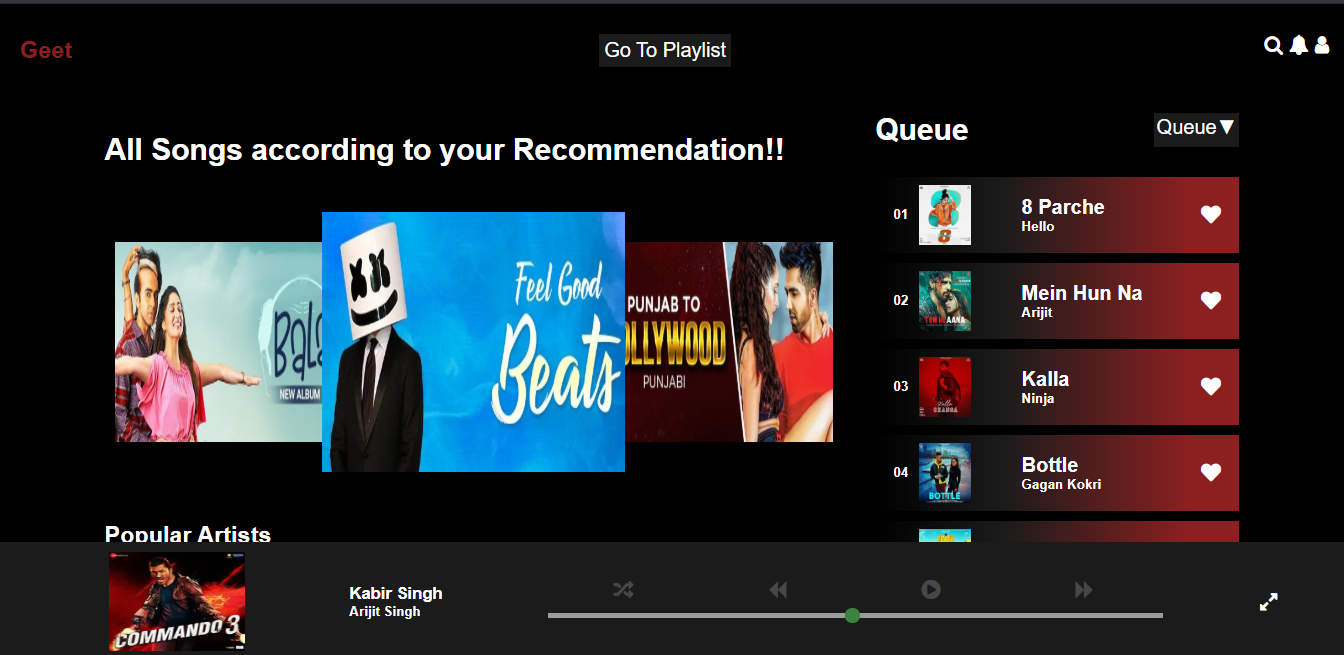 Geet
Go To Playlist
All Songs according to your Recommendation!!
Queue
Queue▼
NEW ALBUM
Feel Good
Beats
PUNJAB TO
OLLYWOOD
PUNJABI
01
8 Parche
Hello
8
02
Mein Hun Na
Arijit
03
Kalla
Ninja
04
Bottle
Gagan Kokri
BOTTLE
Popular Artists
COMMANDO 3
Kabir Singh
Arijit Singh